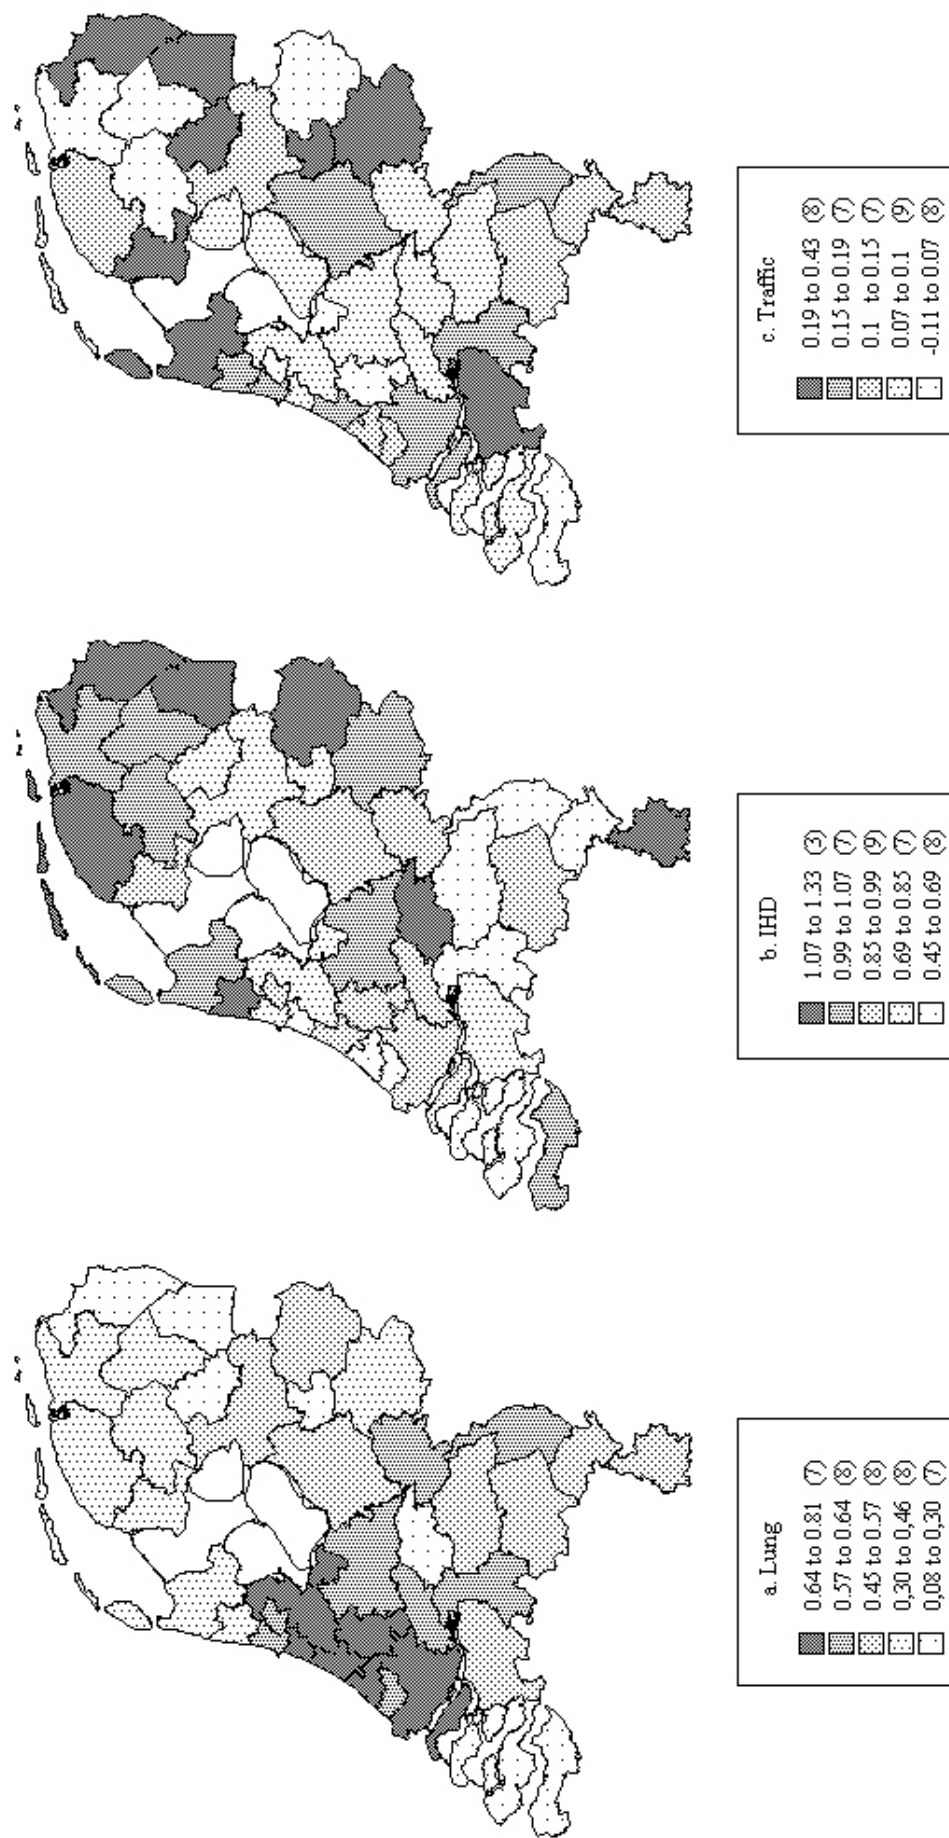 a. Lung
0.64 to 0.81 (7)
0.57 to 0.64 (8)
0.45 to 0.57 (8)
0,30 to 0,46 (8)
0,08 to 0,30 (7)
b. IHD
1.07 to 1.33 (3)
0.99 to 1.07 (7)
0.85 to 0.99 (9)
0.69 to 0.85 (7)
0.45 to 0.69 (8)
c. Traffic
0.19 to 0.43 (8)
0.15 to 0.19 (7)
0.1 to 0.15 (7)
0.07 to 0.1 (9)
-0.11 to 0.07 (8)